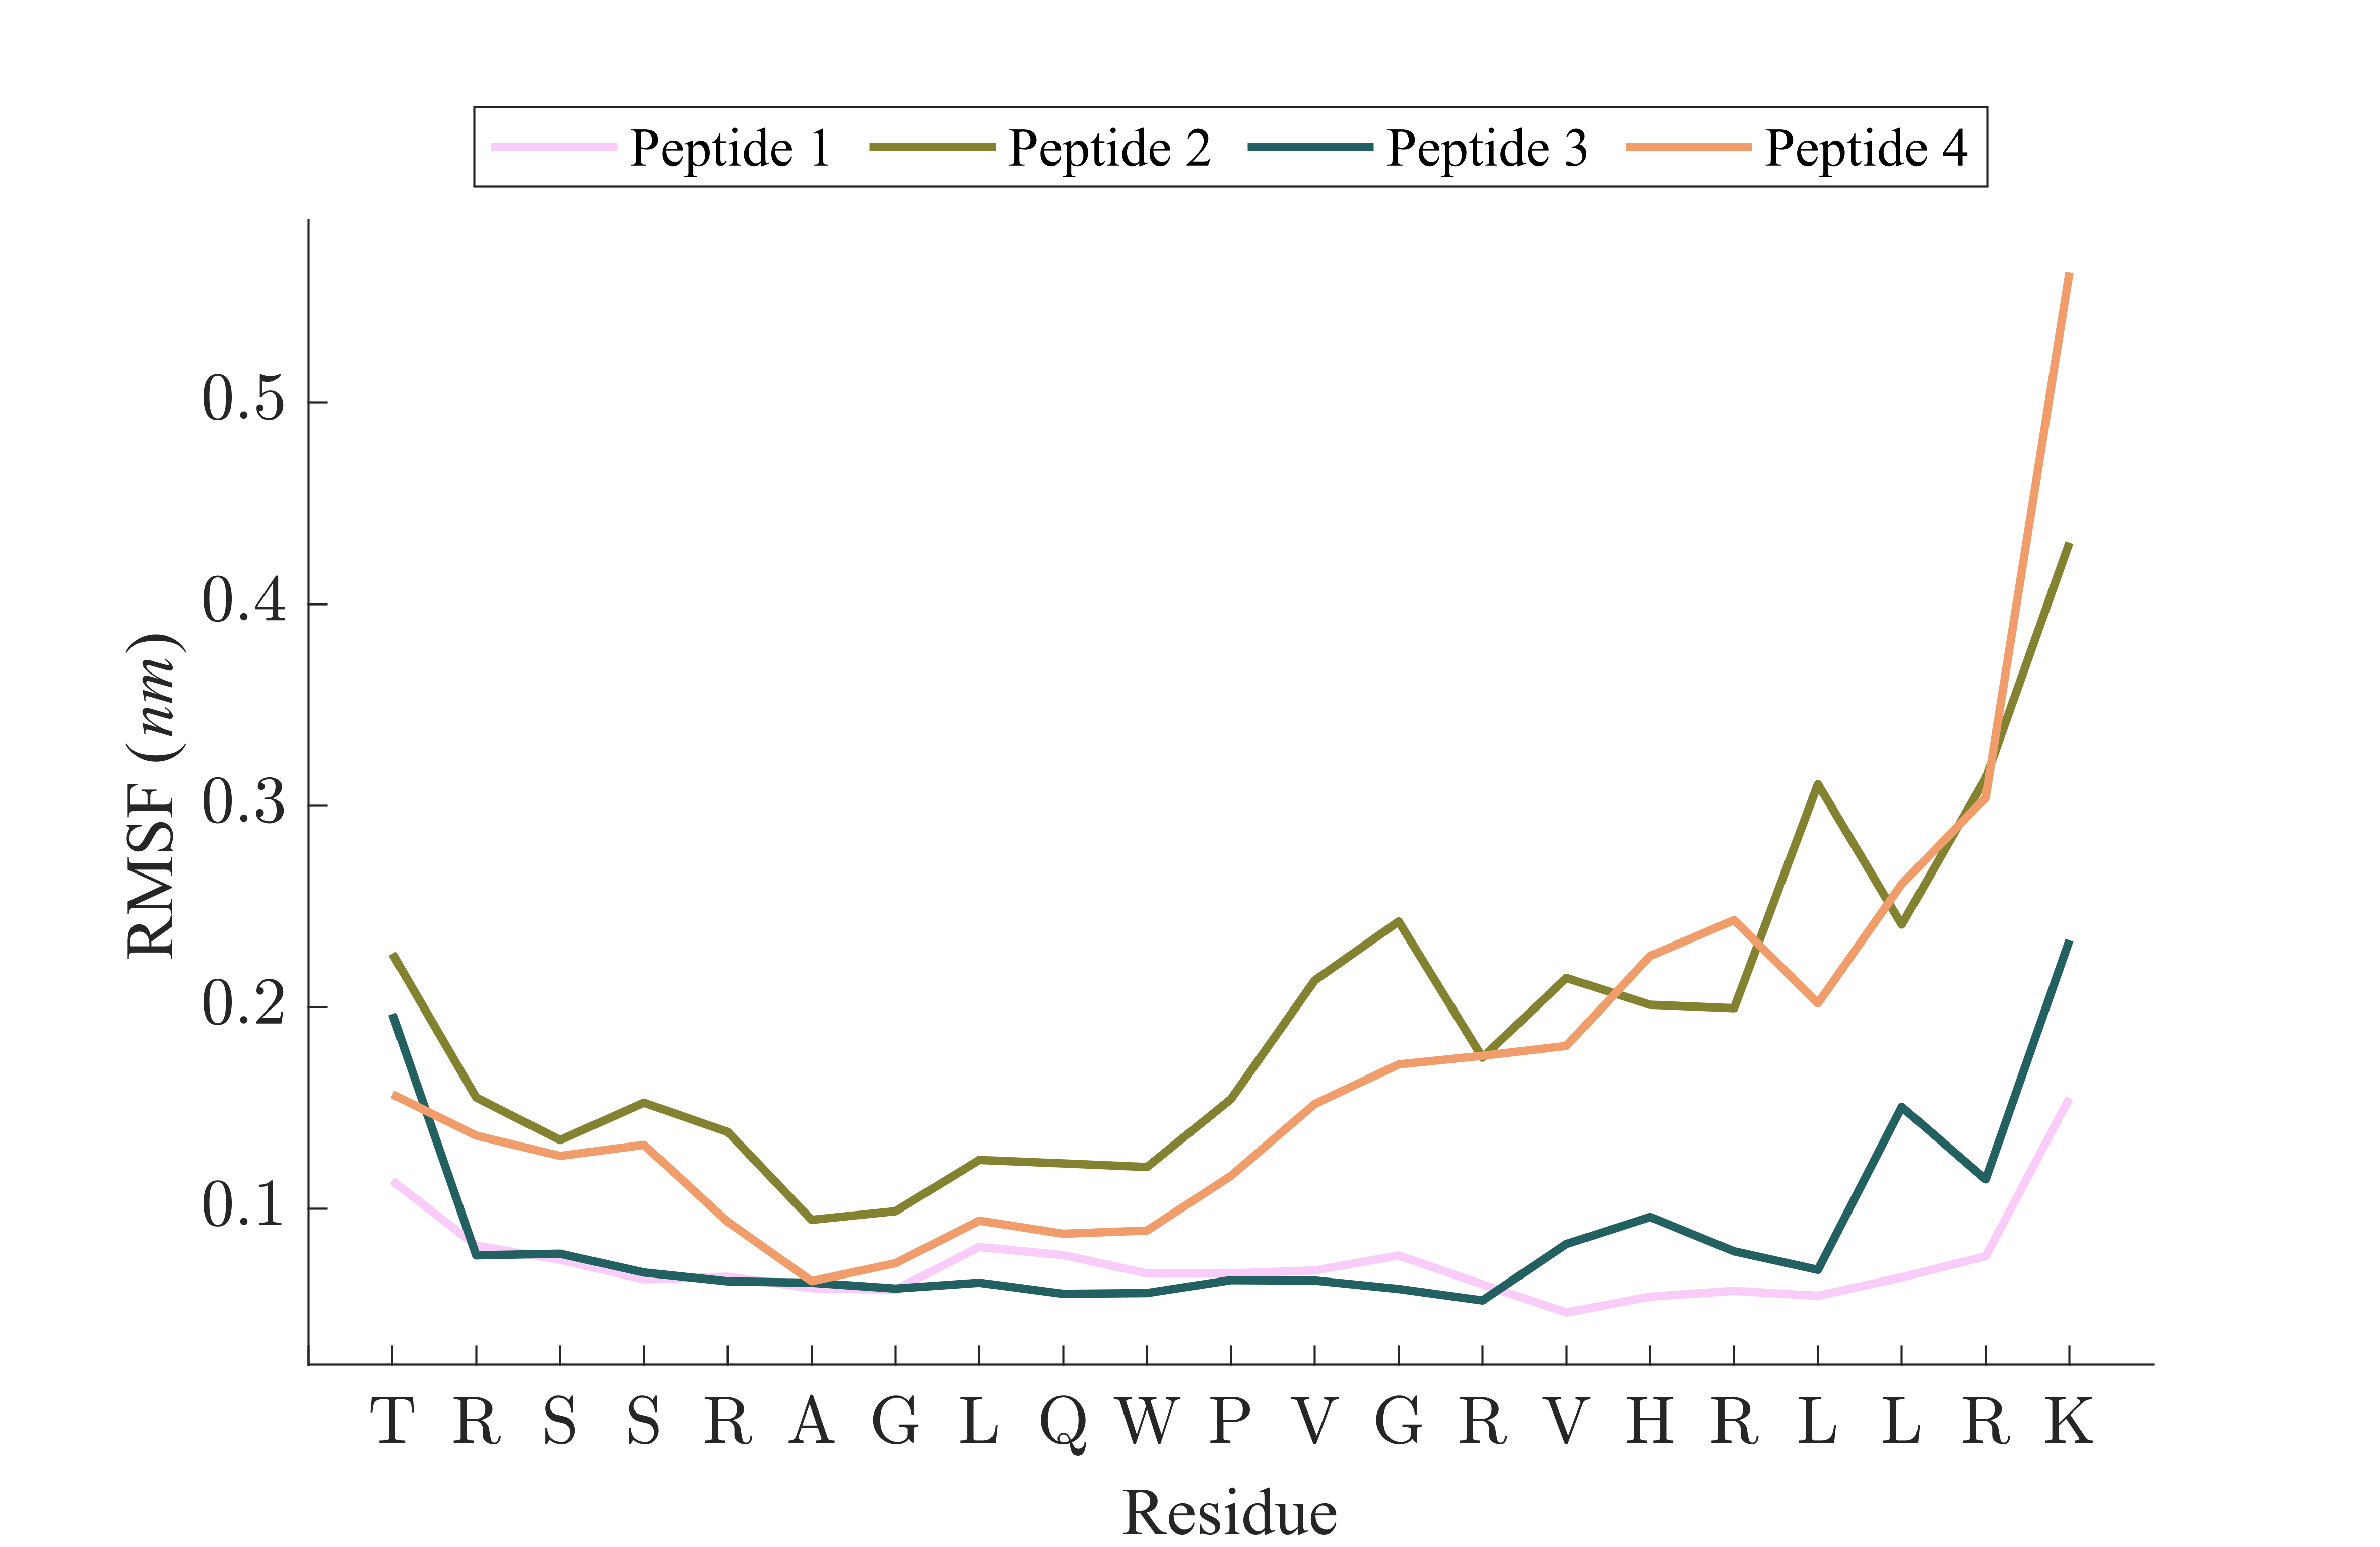 Peptide 1 Peptide 2 Peptide 3 Peptide 4
0.5
0.4
0.3
0.2
0.1
RMSF (nm)
T R S S R A G L Q W P V G R V H R L L R K
Residue